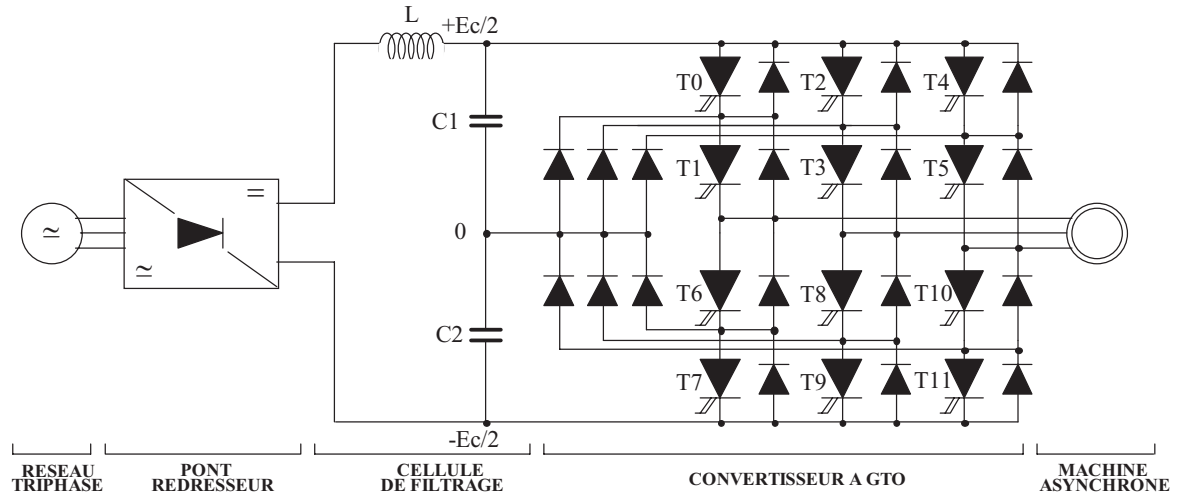 L
+Ec/2
T0
T2
T4
C1
T1
T3
T5
=
≃
0
≃
T6
T8
T10
C2
T7
T9
T11
-Ec/2
RESEAU
TRIPHASE
PONT
REDRESSEUR
CELLULE
DE FILTRAGE
CONVERTISSEUR A GTO
MACHINE
ASYNCHRONE